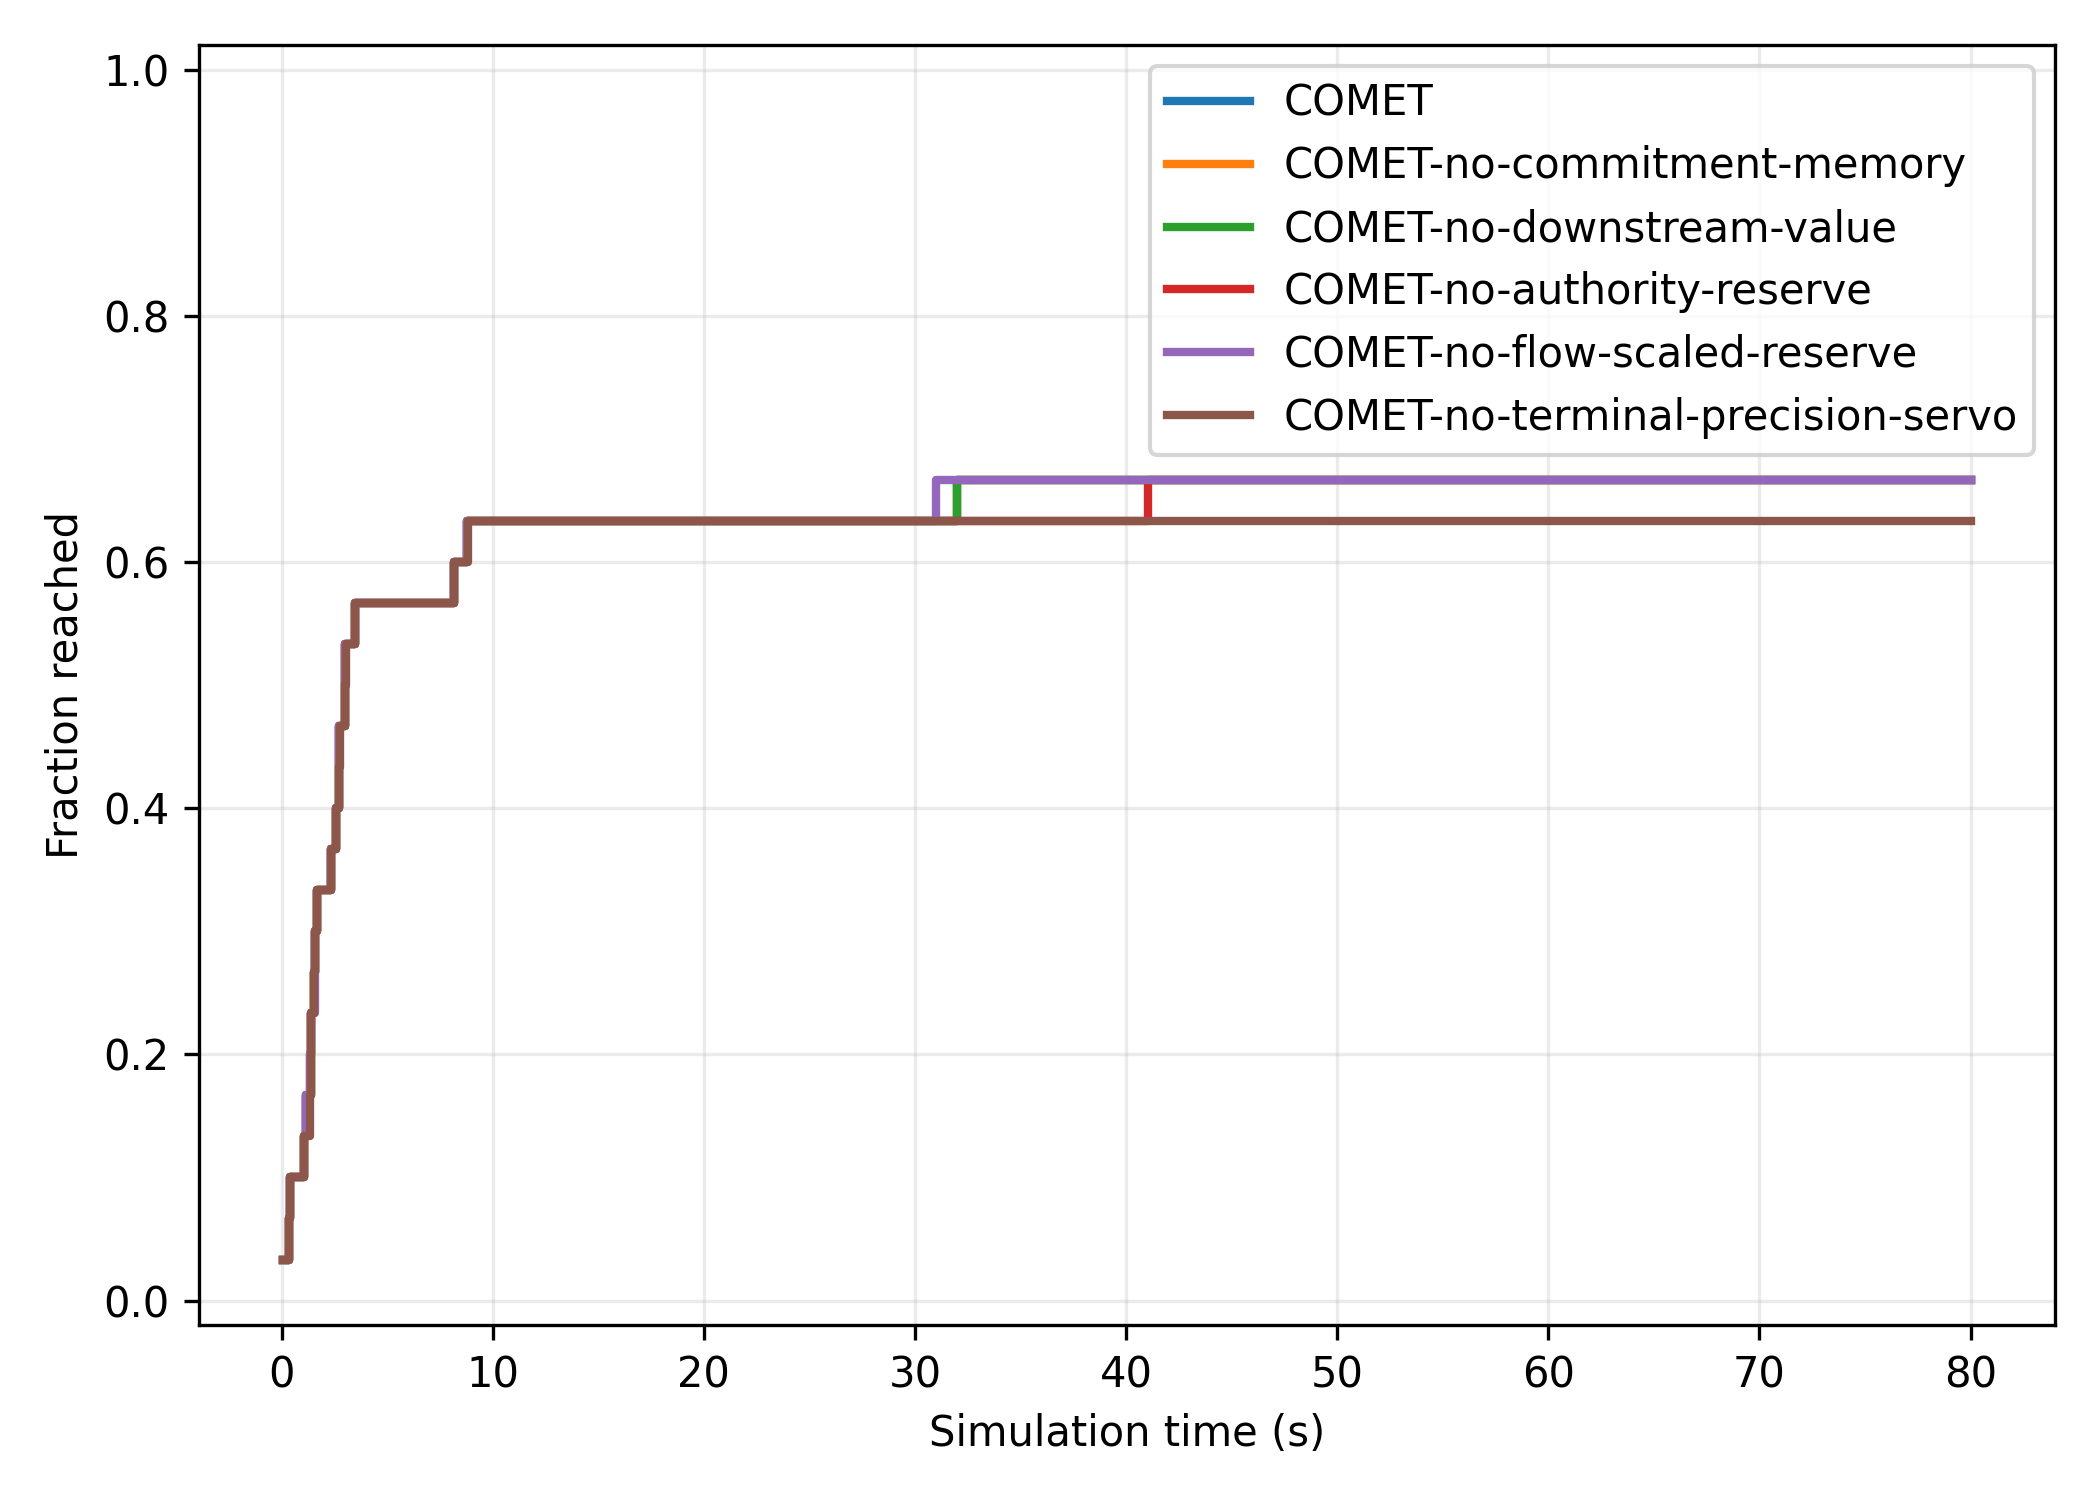 1.0
0.8
0.6
0.4
0.2
0.0
Fraction reached
COMET
COMET-no-commitment-memory
COMET-no-downstream-value
COMET-no-authority-reserve
COMET-no-flow-scaled-reserve
COMET-no-terminal-precision-servo
0 10 20 30 40 50 60 70 80
Simulation time (s)